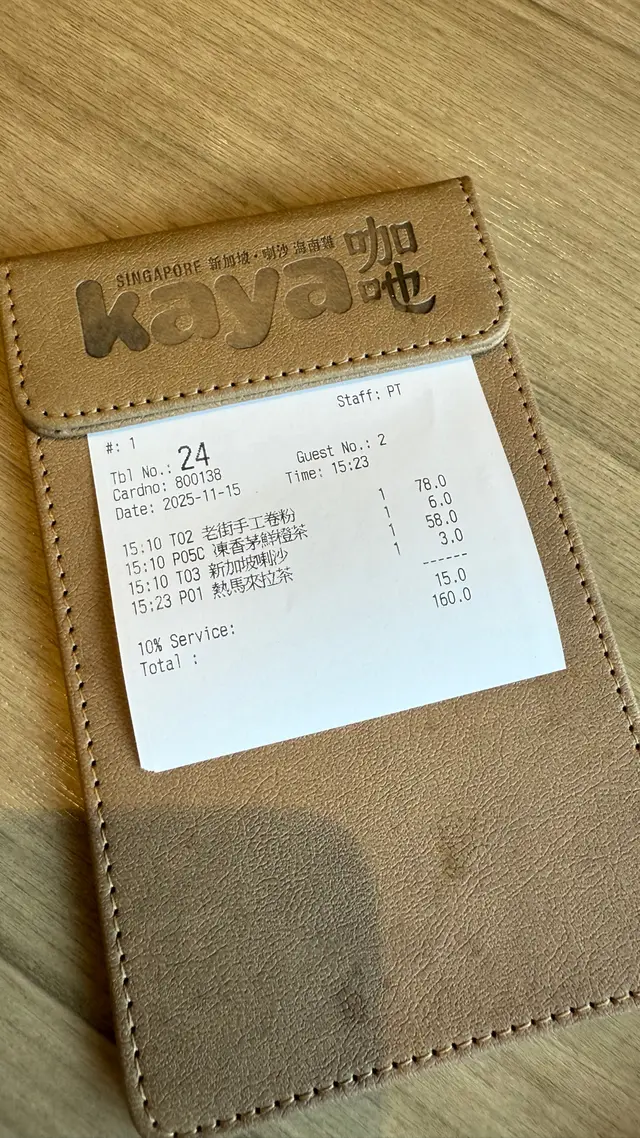 SINGAPORE 新加坡·喇沙 海南雞
kaya 咖吔
Staff: PT
#: 1
Tbl No.: 24
Guest No.: 2
Cardno: 800138
Time: 15:23
Date: 2025-11-15
15:10 T02 老街手工卷粉 1 78.0
15:10 P05C 凍香茅鮮橙茶 1 6.0
15:10 T03 新加坡喇沙 1 58.0
15:23 P01 熱馬來拉茶 1 3.0
------
10% Service: 15.0
Total : 160.0